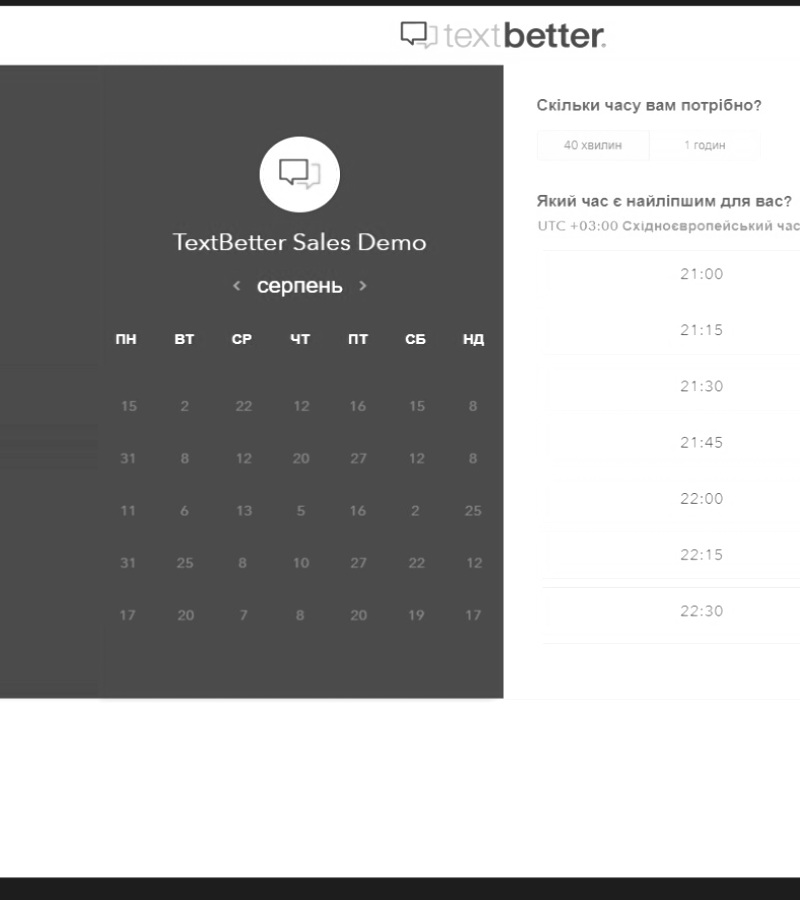 textbetter.
TextBetter Sales Demo
< серпень >
ПН ВТ СР ЧТ ПТ СБ НД
15 2 22 12 16 15 8
31 8 12 20 27 12 8
11 6 13 5 16 2 25
31 25 8 10 27 22 12
17 20 7 8 20 19 17
Скільки часу вам потрібно?
40 хвилин 1 годин
Який час є найліпшим для вас?
UTC +03:00 Східноєвропейський час
21:00
21:15
21:30
21:45
22:00
22:15
22:30